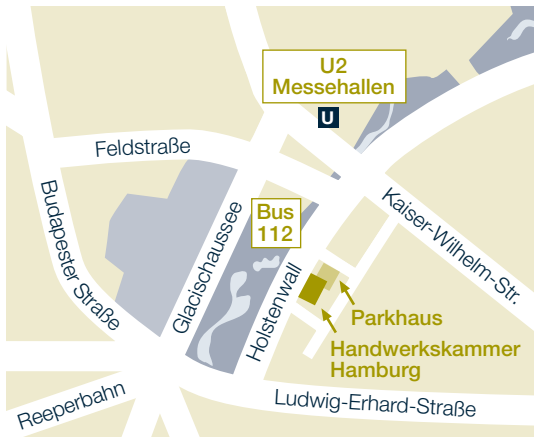 U2
Messehallen
U
Feldstraße
Budapester Straße
Glacischaussee
Bus
112
Kaiser-Wilhelm-Str.
Holstenwall
Parkhaus
Handwerkskammer
Hamburg
Reeperbahn
Ludwig-Erhard-Straße